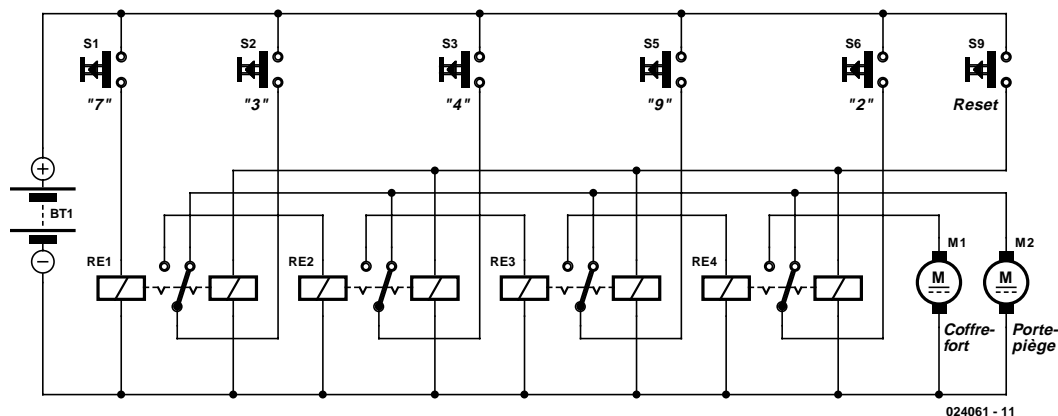 S1
S2
S3
S5
S6
S9
"7"
"3"
"4"
"9"
"2"
Reset
+
BT1
−
RE1
RE2
RE3
RE4
M1
M2
M
M
Coffre-
fort
Porte-
piège
024061 - 11